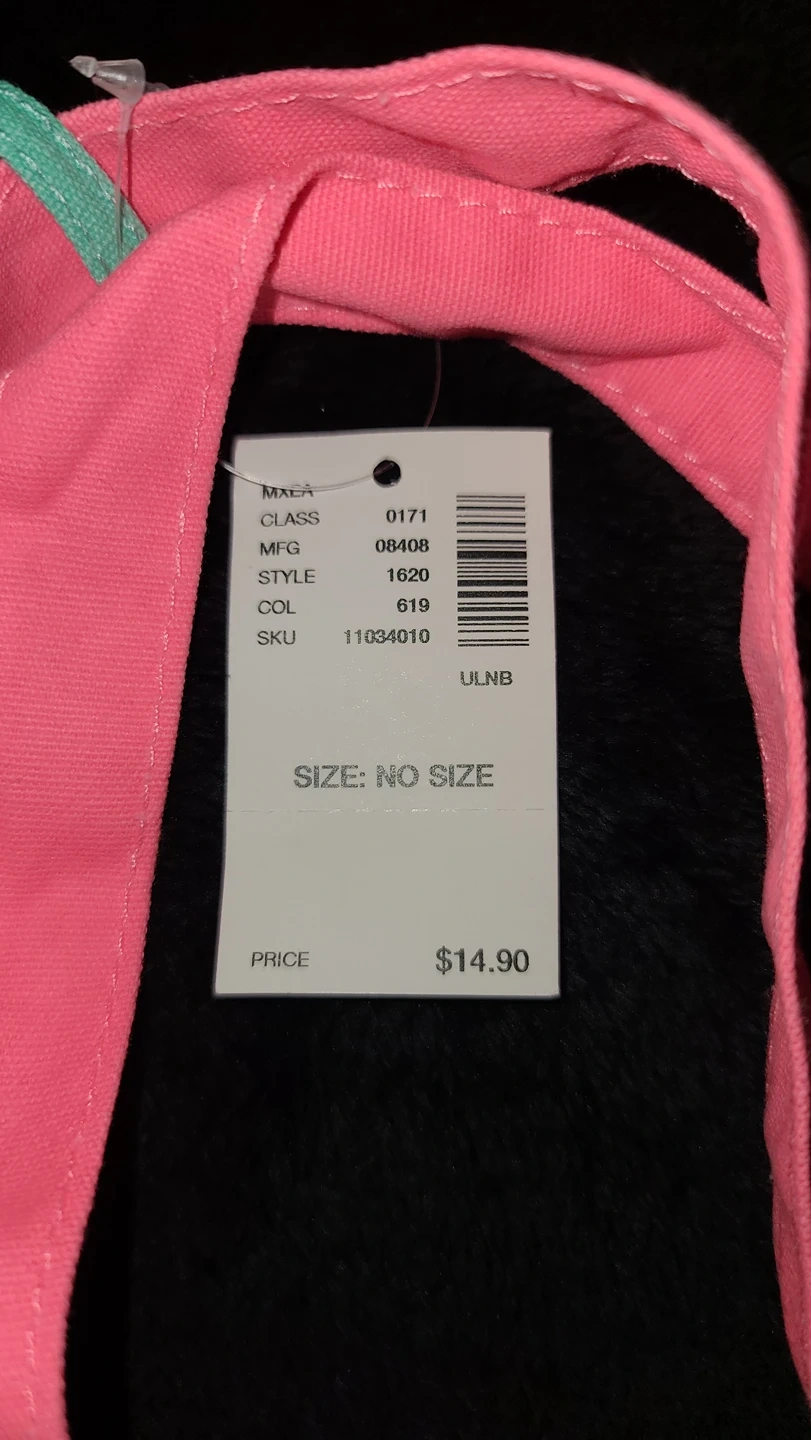 CLASS 0171
MFG 08408
STYLE 1620
COL 619
SKU 11034010
ULNB
SIZE: NO SIZE
PRICE $14.90